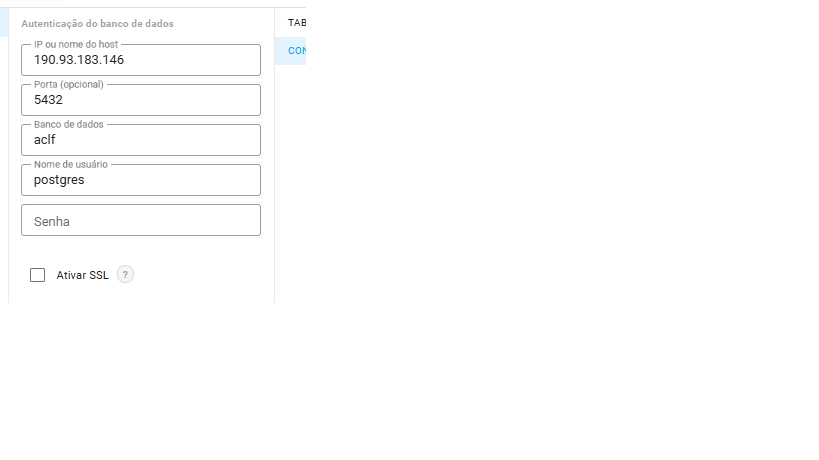 Autenticação do banco de dados
IP ou nome do host
190.93.183.146
Porta (opcional)
5432
Banco de dados
aclf
Nome de usuário
postgres
Senha
Ativar SSL ?
TAB
CON